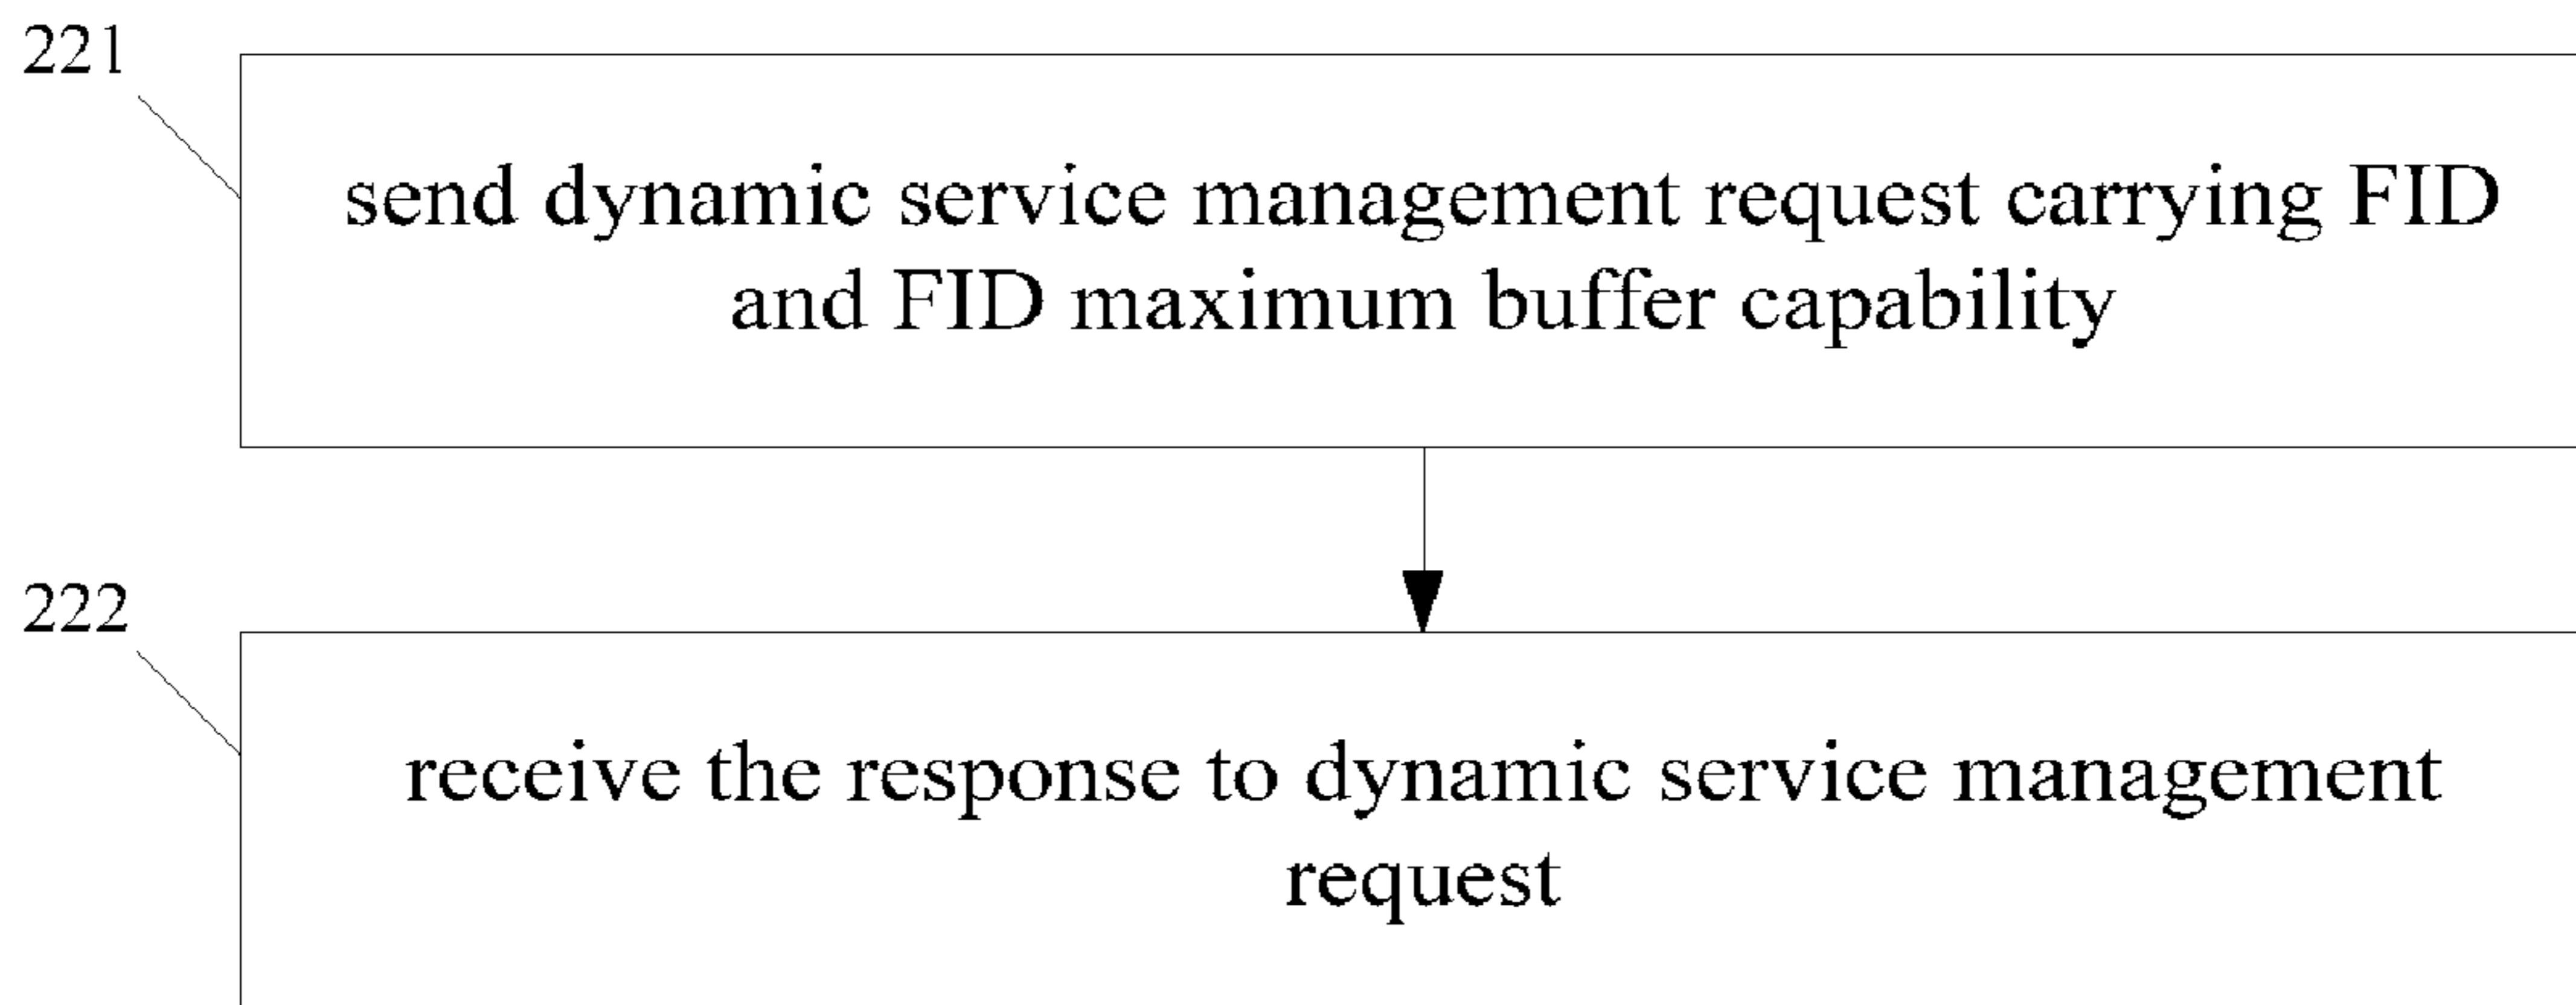 221
send dynamic service management request carrying FID
and FID maximum buffer capability
222
receive the response to dynamic service management
request